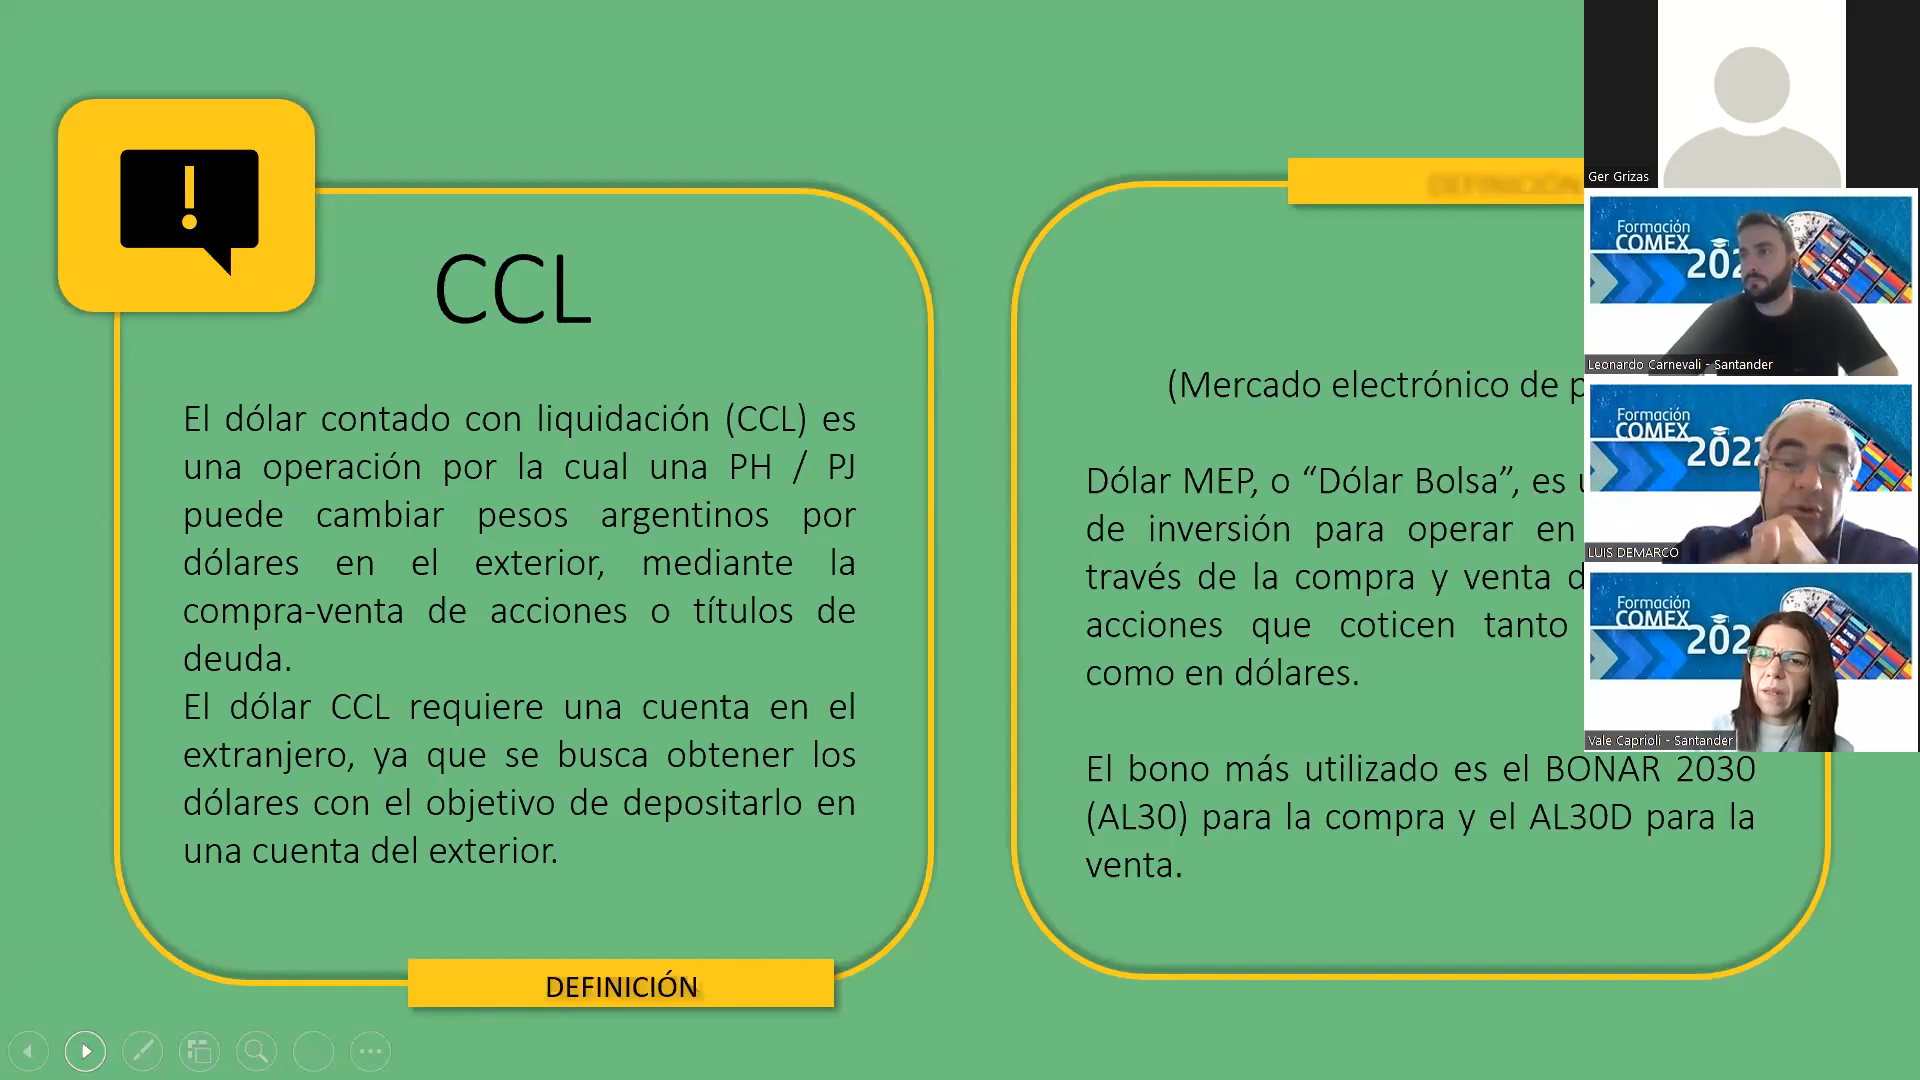 CCL
El dólar contado con liquidación (CCL) es
una operación por la cual una PH / PJ
puede cambiar pesos argentinos por
dólares en el exterior, mediante la
compra-venta de acciones o títulos de
deuda.
El dólar CCL requiere una cuenta en el
extranjero, ya que se busca obtener los
dólares con el objetivo de depositarlo en
una cuenta del exterior.
DEFINICIÓN
DEFINICIÓN
(Mercado electrónico de
Dólar MEP, o “Dólar Bolsa”, es
de inversión para operar en
través de la compra y venta
acciones que coticen tanto
como en dólares.
El bono más utilizado es el BONAR 2030
(AL30) para la compra y el AL30D para la
venta.
Ger Grizas
Formación
COMEX
Leonardo Carnevali - Santander
Formación
COMEX
LUIS DEMARCO
Formación
COMEX
Vale Caprioli - Santander